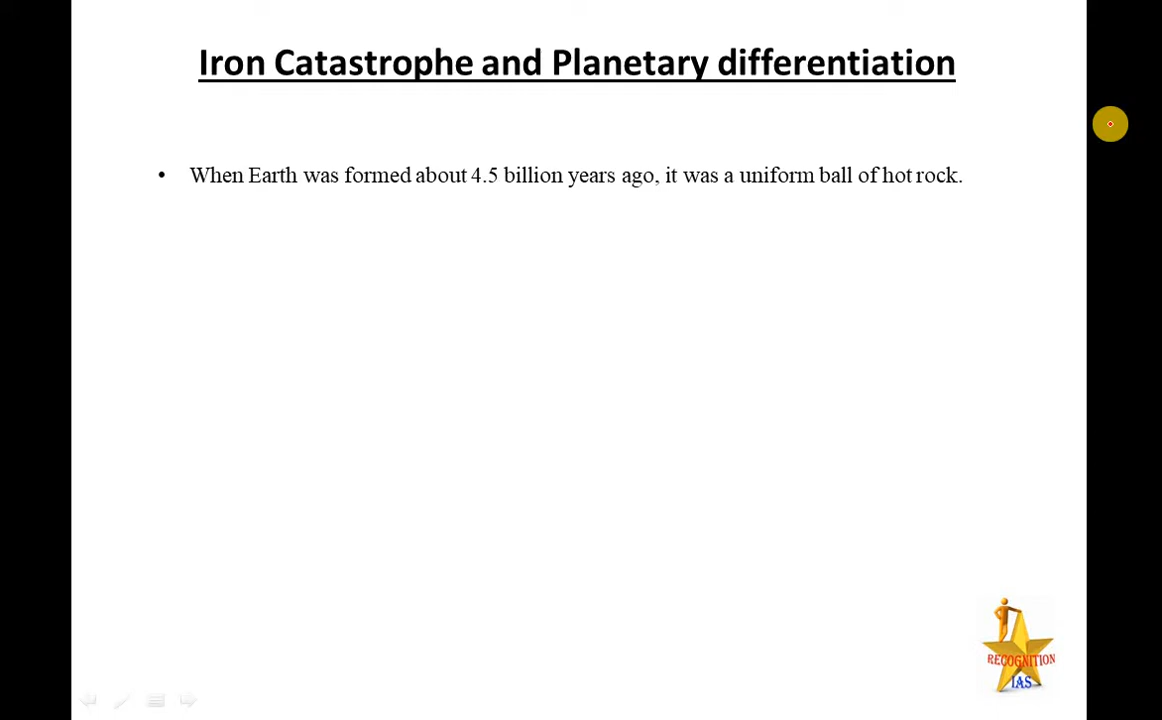 Iron Catastrophe and Planetary differentiation
• When Earth was formed about 4.5 billion years ago, it was a uniform ball of hot rock.
RECOGNITION
IAS